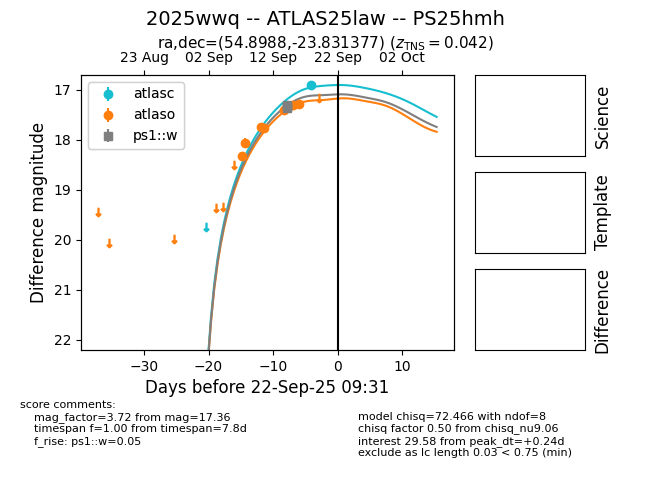 2025wwq -- ATLAS25law -- PS25hmh
ra,dec=(54.8988,-23.831377) (z_TNS = 0.042)
23 Aug 02 Sep 12 Sep 22 Sep 02 Oct
atlasc
atlaso
ps1::w
17
18
19
20
21
22
Difference magnitude
−30 −20 −10 0 10
Days before 22-Sep-25 09:31
Science
Template
Difference
score comments:
mag_factor=3.72 from mag=17.36
timespan f=1.00 from timespan=7.8d
f_rise: ps1::w=0.05
model chisq=72.466 with ndof=8
chisq factor 0.50 from chisq_nu9.06
interest 29.58 from peak_dt=+0.24d
exclude as lc length 0.03 < 0.75 (min)